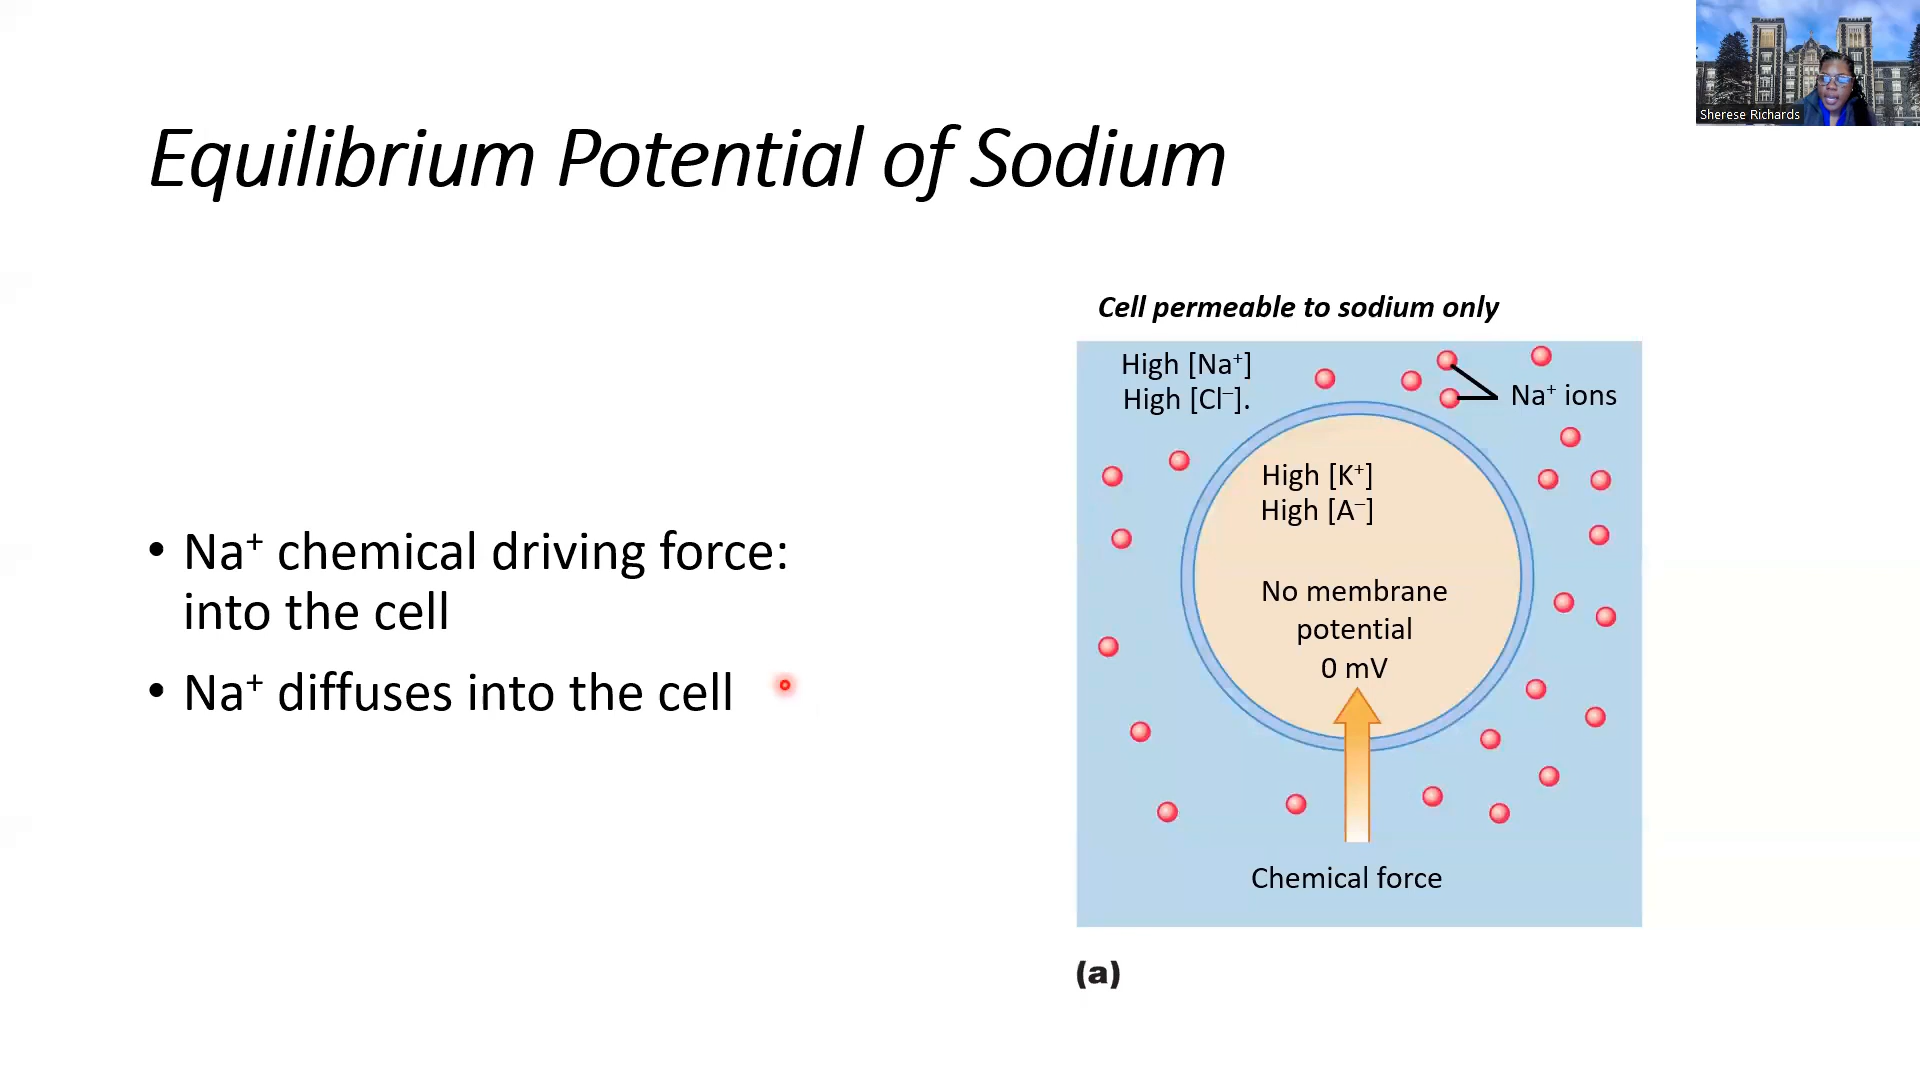 Sherese Richards
Equilibrium Potential of Sodium
Cell permeable to sodium only
High [Na⁺]
High [Cl⁻].
Na⁺ ions
High [K⁺]
High [A⁻]
No membrane
potential
0 mV
• Na⁺ chemical driving force:
into the cell
• Na⁺ diffuses into the cell
Chemical force
(a)